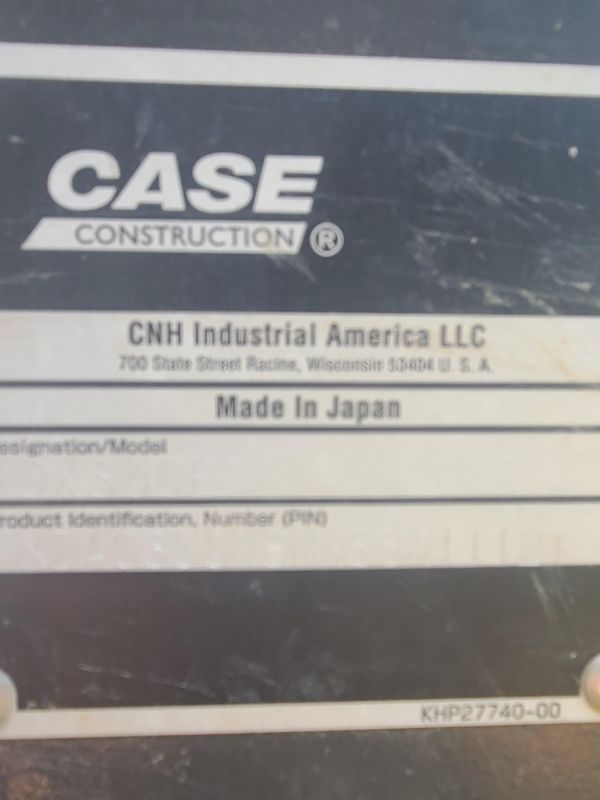 CASE
CONSTRUCTION®
CNH Industrial America LLC
700 State Street Racine, Wisconsin 53404 U. S. A.
Made In Japan
esignation/Model
roduct Identification, Number (PIN)
KHP27740-00